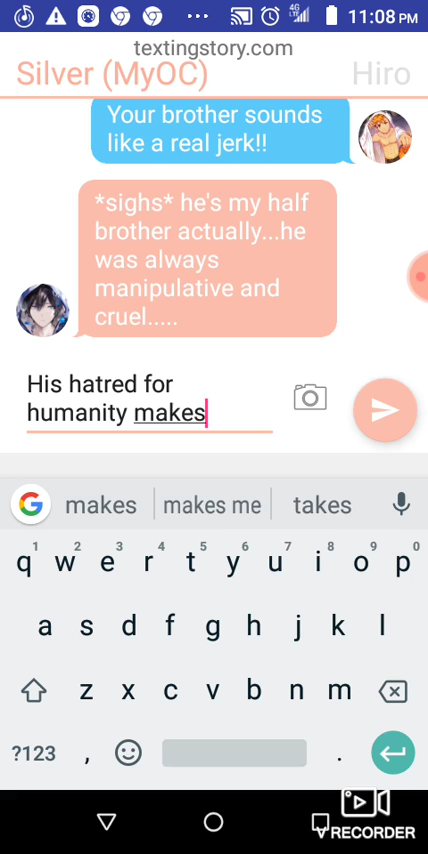 11:08 PM
textingstory.com
Silver (MyOC)
Hiro
Your brother sounds
like a real jerk!!
*sighs* he's my half
brother actually...he
was always
manipulative and
cruel.....
His hatred for
humanity makes
makes makes me takes
1 2 3 4 5 6 7 8 9 0
q w e r t y u i o p
a s d f g h j k l
z x c v b n m
?123 , .
VRECORDER